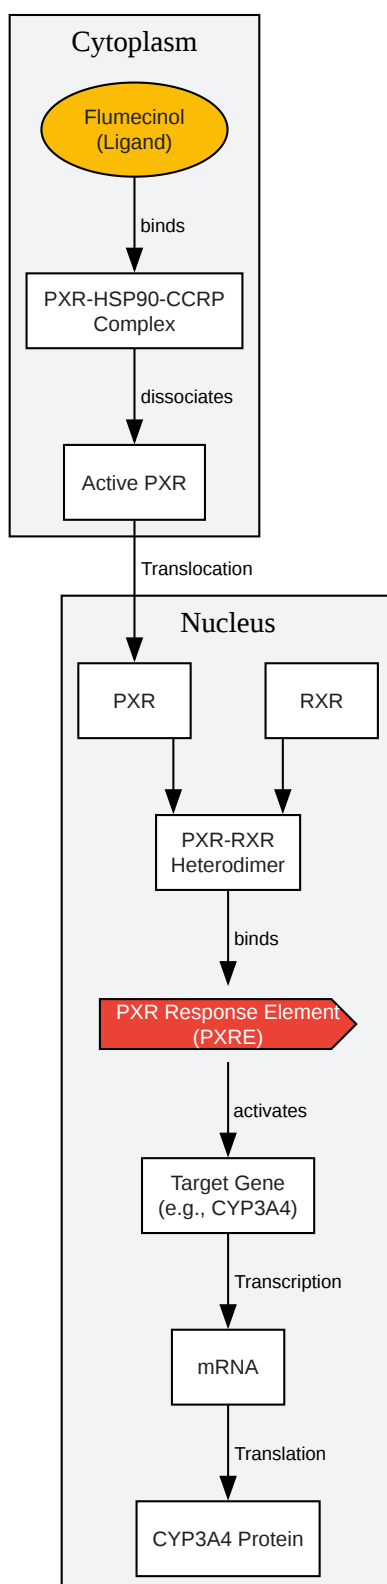 Cytoplasm
Flumecinol
(Ligand)
binds
PXR-HSP90-CCRP
Complex
dissociates
Active PXR
Translocation
Nucleus
PXR
RXR
PXR-RXR
Heterodimer
binds
PXR Response Element
(PXRE)
activates
Target Gene
(e.g., CYP3A4)
Transcription
mRNA
Translation
CYP3A4 Protein